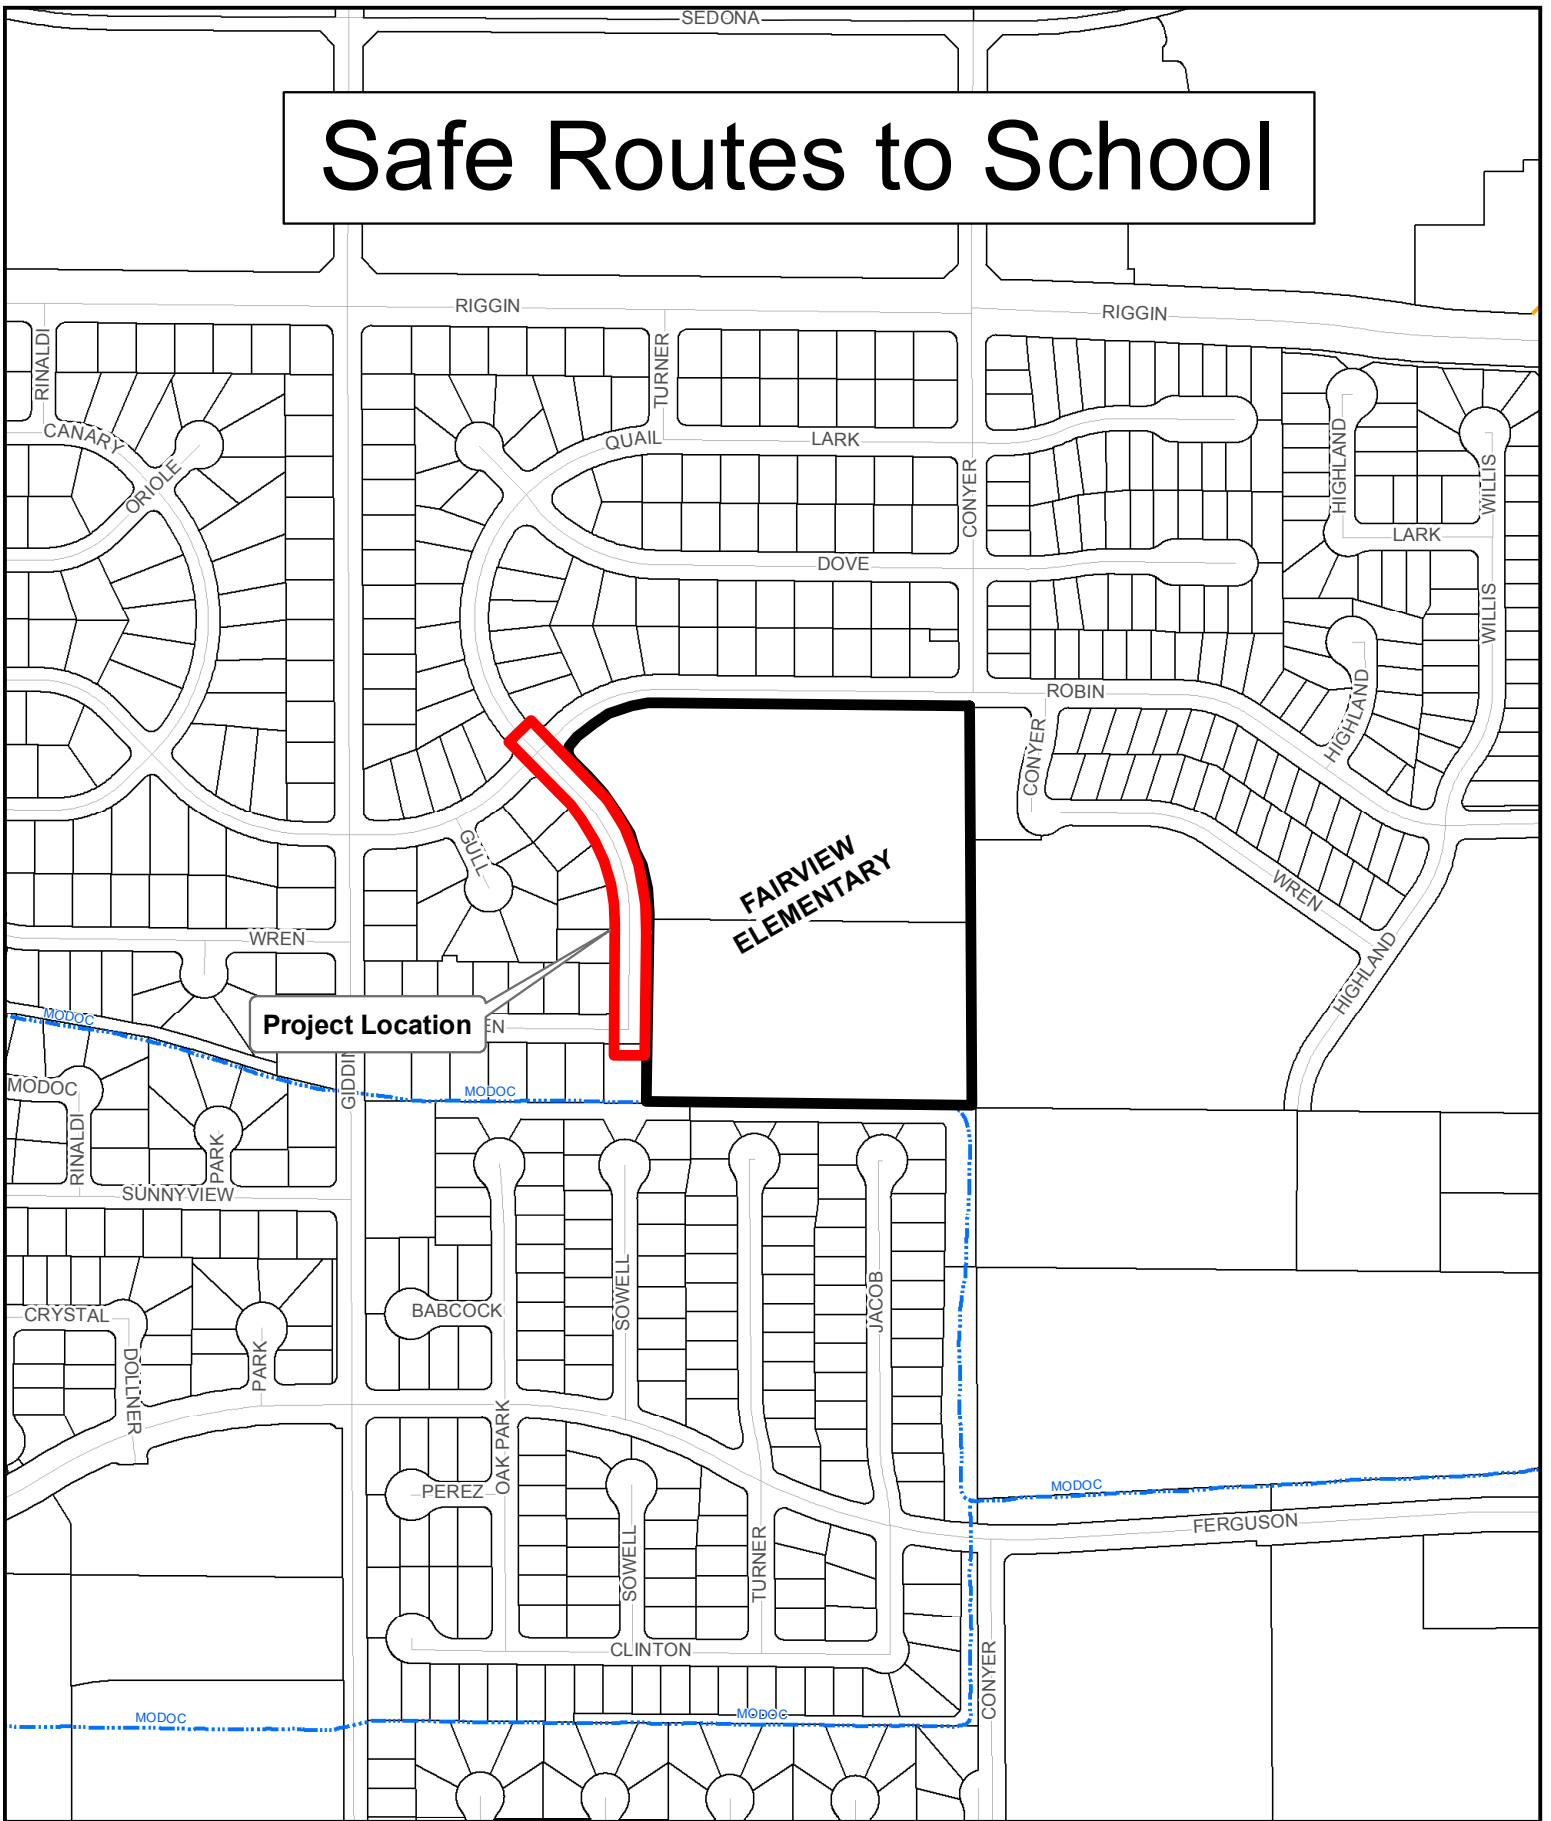 SEDONA
Safe Routes to School
RIGGIN
RIGGIN
RINALDI
TURNER
CANARY
QUAIL
LARK
HIGHLAND
WILLIS
ORIOLE
CONYER
LARK
DOVE
WILLIS
ROBIN
HIGHLAND
CONYER
GULL
FAIRVIEW
ELEMENTARY
WREN
WREN
HIGHLAND
MODOC
Project Location
EN
GIDDIN
MODOC
MODOC
RINALDI
PARK
SUNNYVIEW
SOWELL
JACOB
BABCOCK
CRYSTAL
DOLLNER
PARK
OAK PARK
PEREZ
MODOC
FERGUSON
SOWELL
TURNER
CLINTON
CONYER
MODOC
MODOC